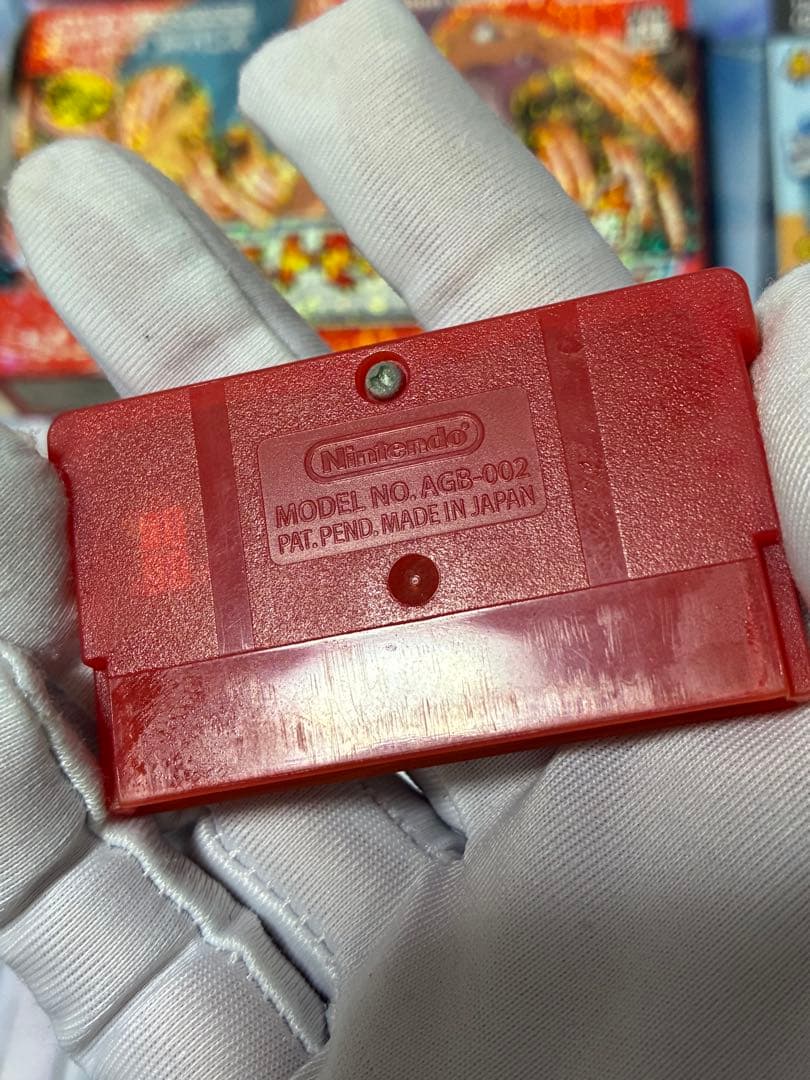 Nintendo®
MODEL NO. AGB-002
PAT. PEND. MADE IN JAPAN